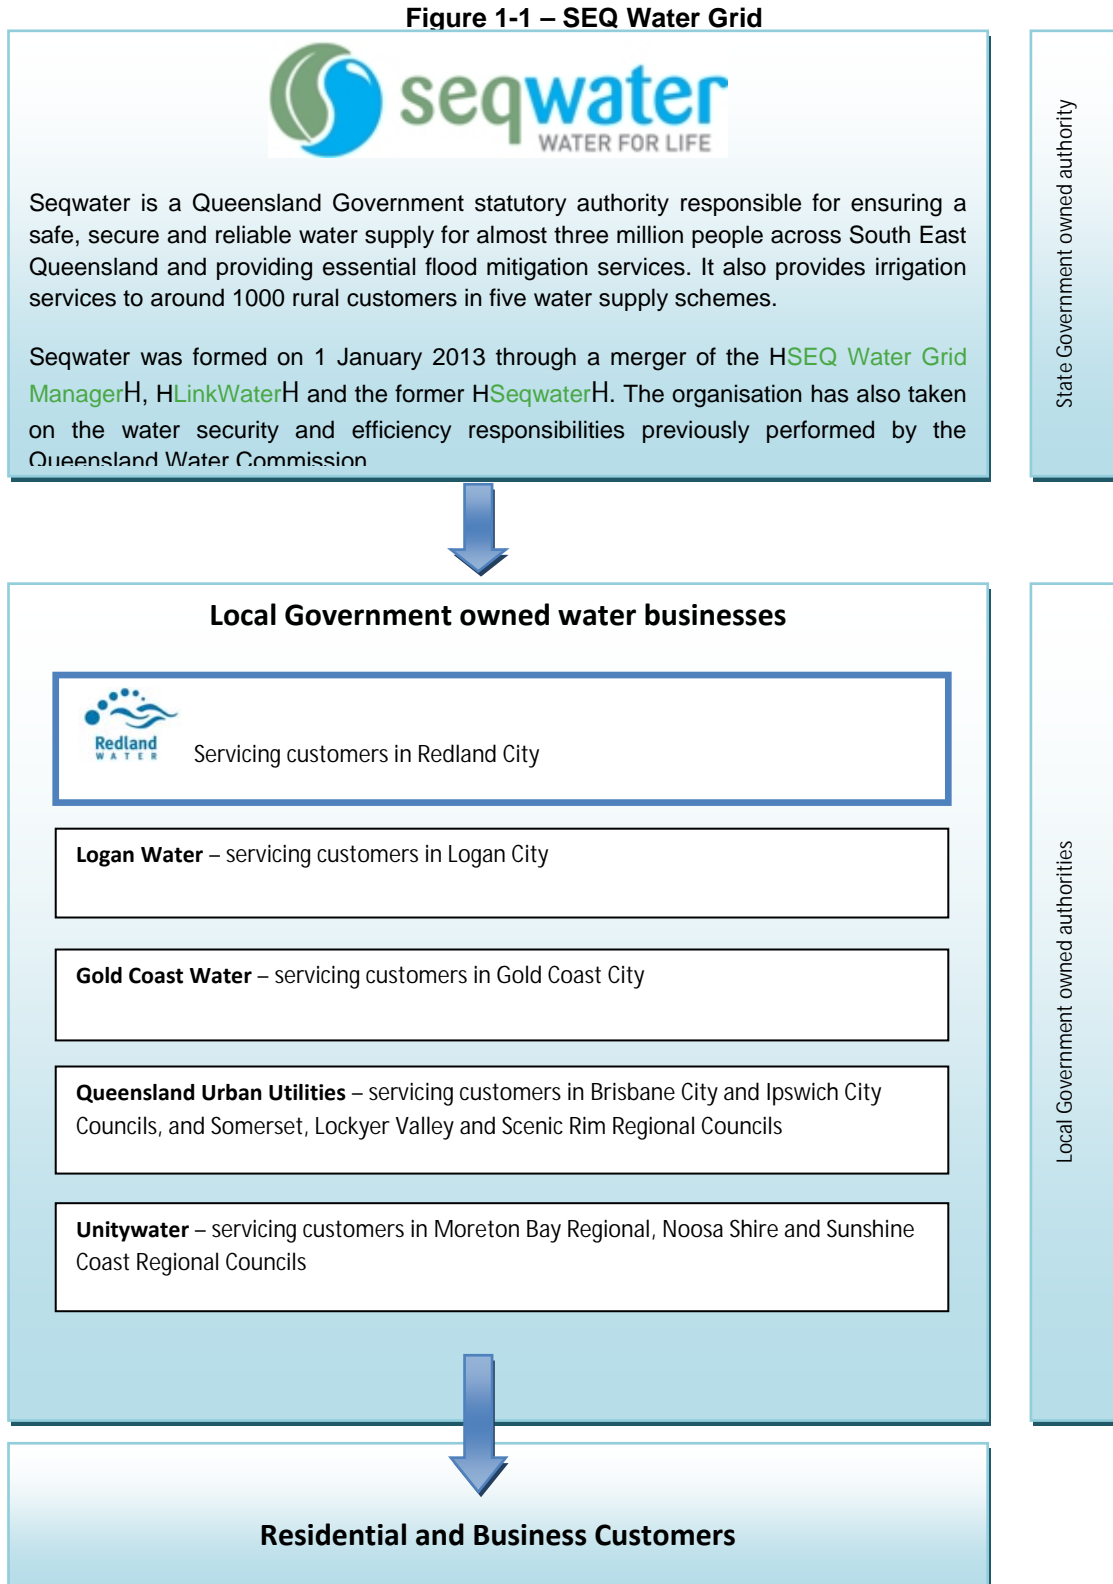 Figure 1-1 – SEQ Water Grid
seqwater
WATER FOR LIFE
Seqwater is a Queensland Government statutory authority responsible for ensuring a
safe, secure and reliable water supply for almost three million people across South East
Queensland and providing essential flood mitigation services. It also provides irrigation
services to around 1000 rural customers in five water supply schemes.
Seqwater was formed on 1 January 2013 through a merger of the HSEQ Water Grid
ManagerH, HLinkWaterH and the former HSeqwaterH. The organisation has also taken
on the water security and efficiency responsibilities previously performed by the
Queensland Water Commission
State Government owned authority
Local Government owned water businesses
Redland
WATER
Servicing customers in Redland City
Logan Water – servicing customers in Logan City
Gold Coast Water – servicing customers in Gold Coast City
Queensland Urban Utilities – servicing customers in Brisbane City and Ipswich City
Councils, and Somerset, Lockyer Valley and Scenic Rim Regional Councils
Unitywater – servicing customers in Moreton Bay Regional, Noosa Shire and Sunshine
Coast Regional Councils
Local Government owned authorities
Residential and Business Customers